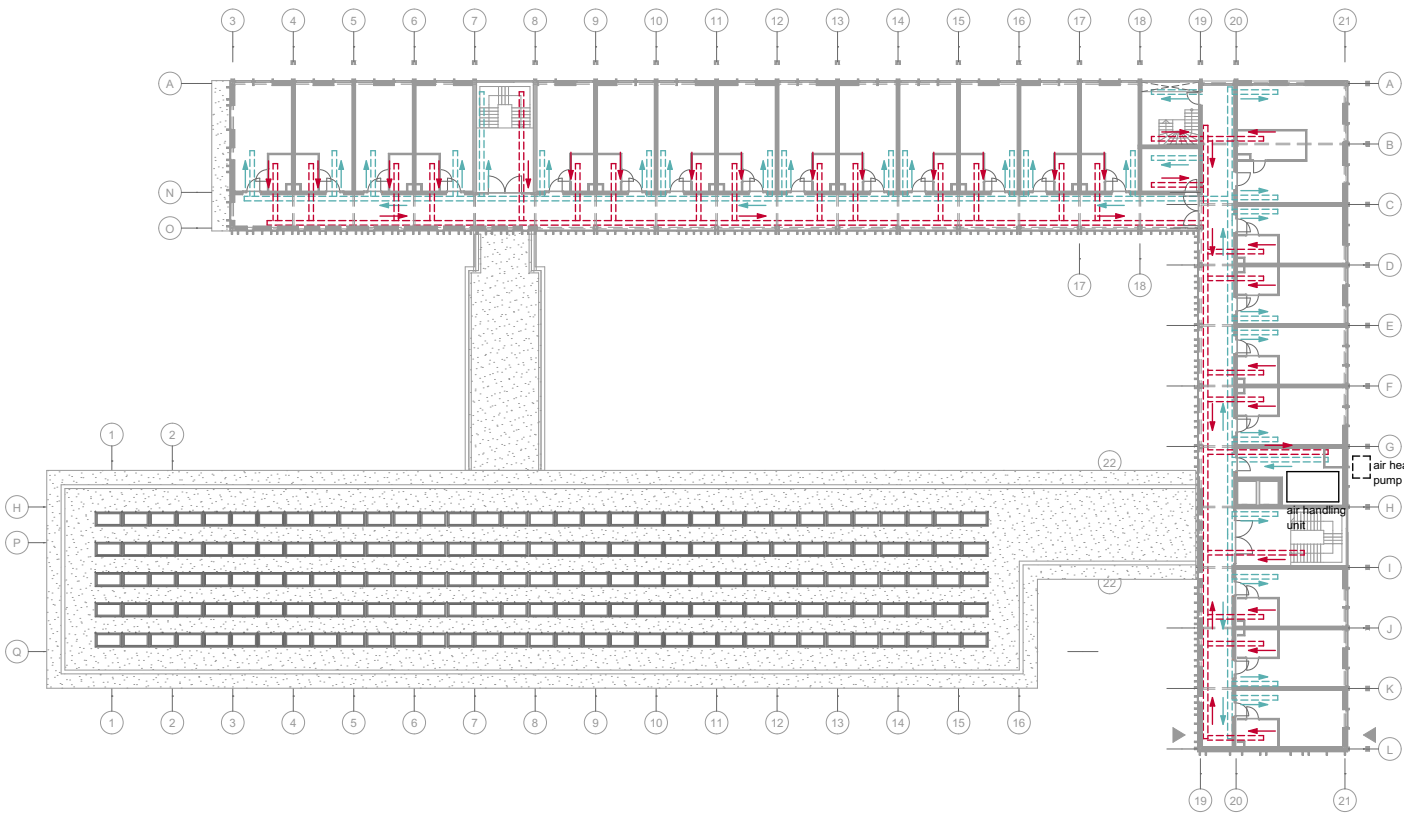 3 4 5 6 7 8 9 10 11 12 13 14 15 16 17 18 19 20 21
A A
B
N
C
O
D
17 18
E
F
1 2
G
22
air hea
pump
H H
air handling
unit
P
I
22
J
Q
K
1 2 3 4 5 6 7 8 9 10 11 12 13 14 15 16
L
19 20 21